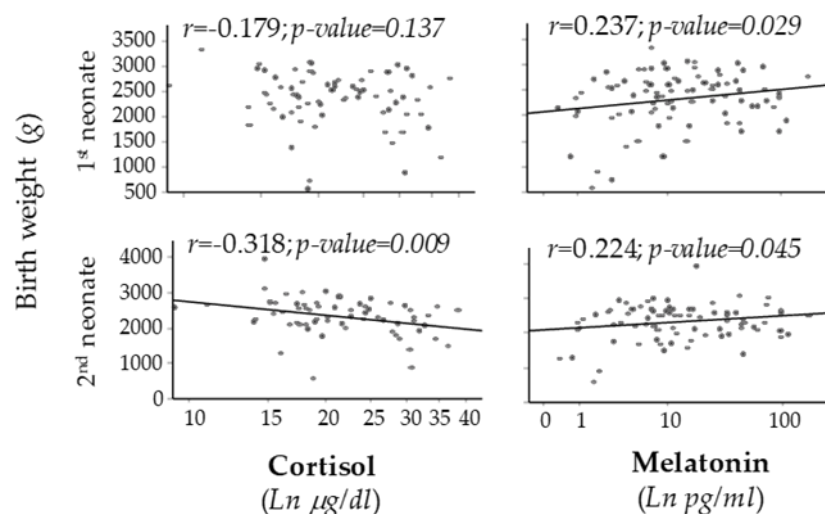 r=-0.179; p-value=0.137
r=0.237; p-value=0.029
3500
3000
2500
2000
1500
1000
500
1st neonate
Birth weight (g)
r=-0.318; p-value=0.009
r=0.224; p-value=0.045
4000
3000
2000
1000
0
2nd neonate
10 15 20 25 30 35 40
0 1 10 100
Cortisol
(Ln µg/dl)
Melatonin
(Ln pg/ml)